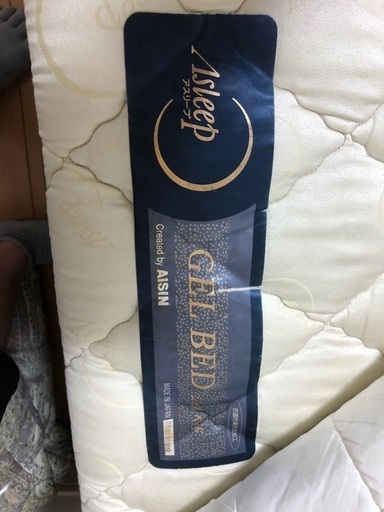 Asleep
アスリープ
Created by AISIN
GEL BED
MADE IN JAPAN